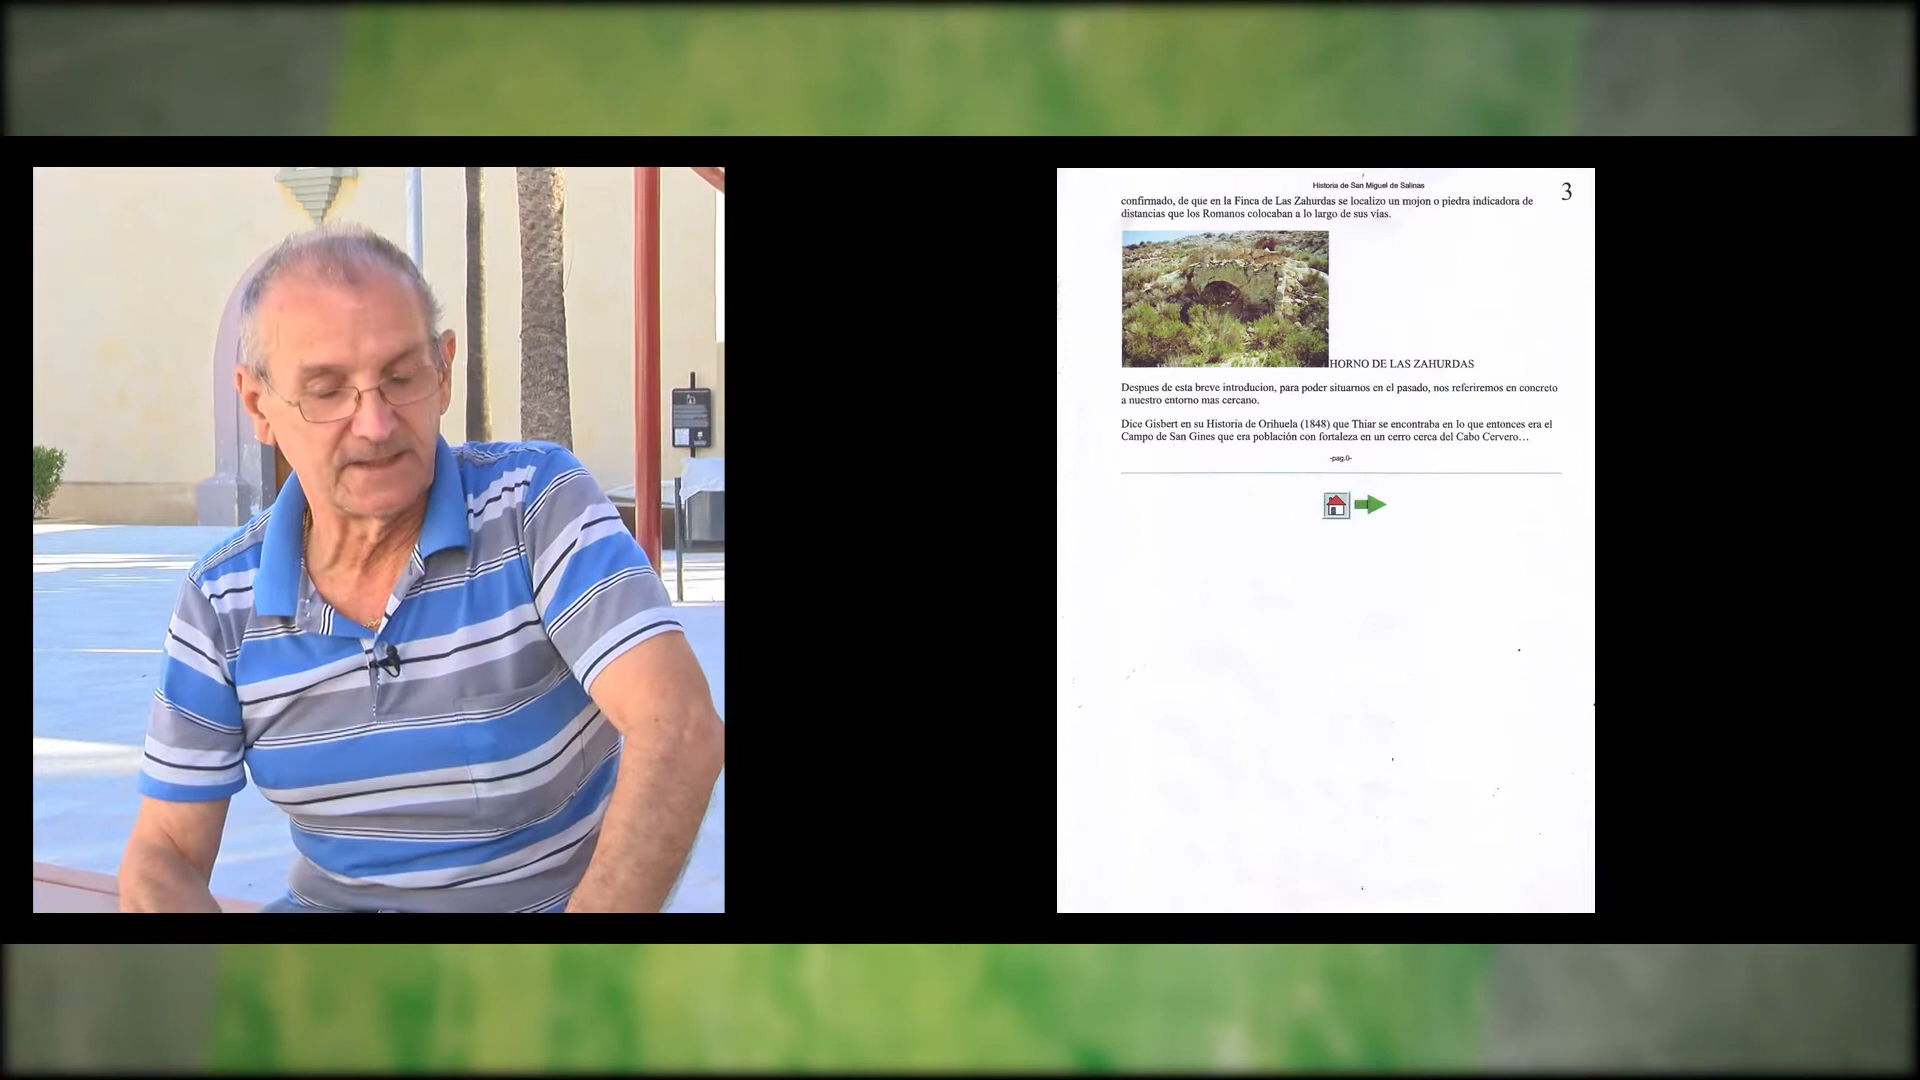 Historia de San Miguel de Salinas
3
confirmado, de que en la Finca de Las Zahurdas se localizo un mojon o piedra indicadora de
distancias que los Romanos colocaban a lo largo de sus vías.
HORNO DE LAS ZAHURDAS
Despues de esta breve introducion, para poder situarnos en el pasado, nos referiremos en concreto
a nuestro entorno mas cercano.
Dice Gisbert en su Historia de Orihuela (1848) que Thiar se encontraba en lo que entonces era el
Campo de San Gines que era población con fortaleza en un cerro cerca del Cabo Cervero…
-pag.0-